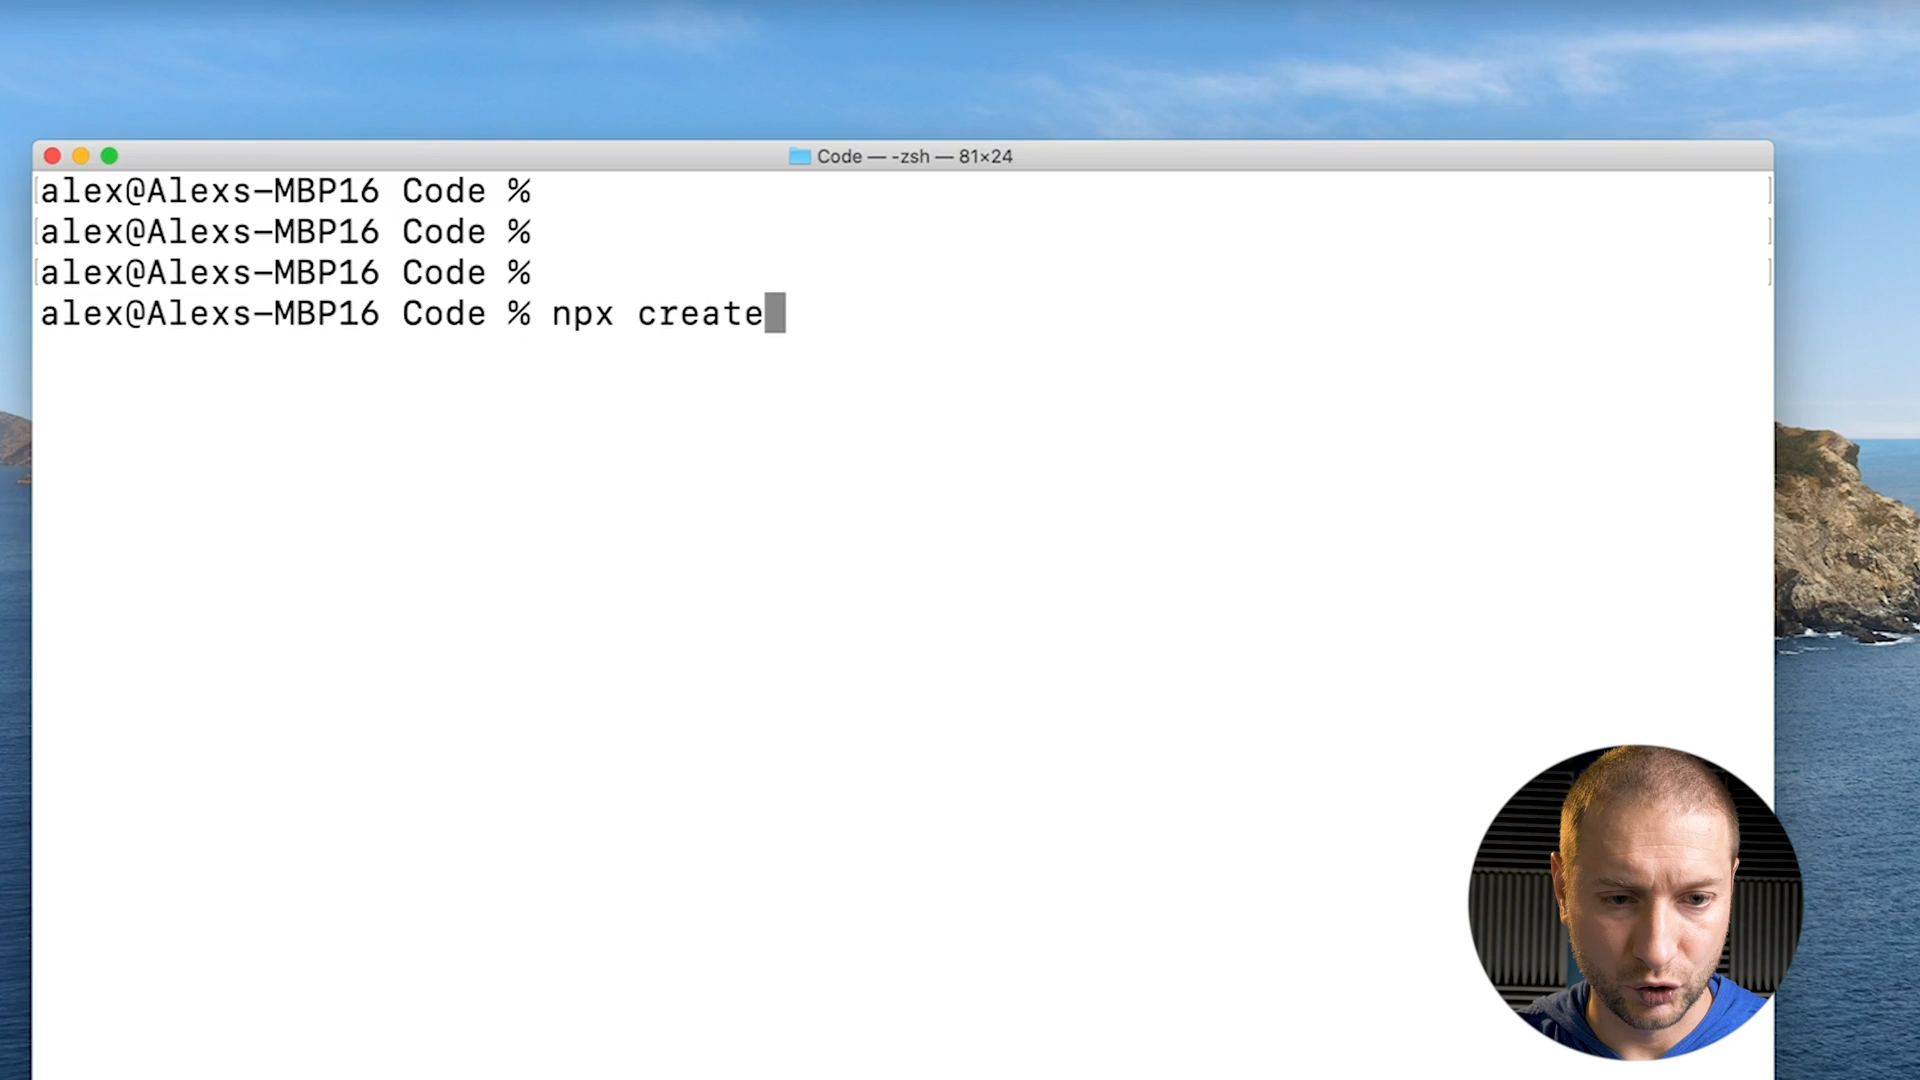 Code — -zsh — 81×24
alex@Alexs-MBP16 Code %
alex@Alexs-MBP16 Code %
alex@Alexs-MBP16 Code %
alex@Alexs-MBP16 Code % npx create